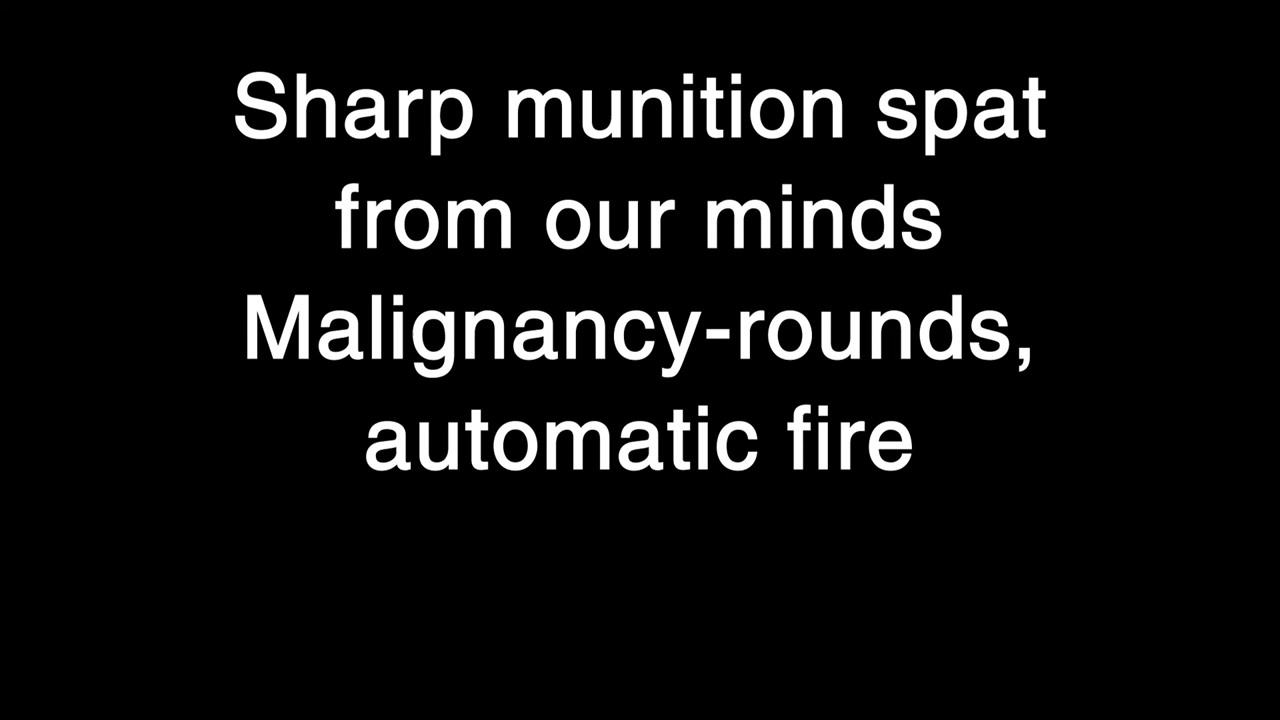 Sharp munition spat
from our minds
Malignancy-rounds,
automatic fire